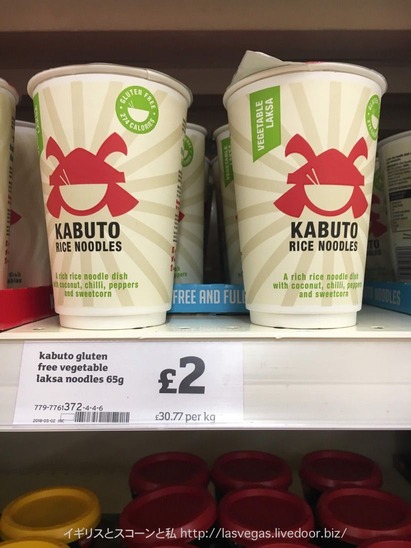 GLUTEN FREE
274 CALORIES
KABUTO
RICE NOODLES
A rich rice noodle dish
with coconut, chilli, peppers
and sweetcorn
VEGETABLE
LAKSA
KABUTO
RICE NOODLES
A rich rice noodle dish
with coconut, chilli, peppers
and sweetcorn
FREE AND
NOODLES
kabuto gluten
free vegetable
laksa noodles 65g
£2
779-7761372-4-4-6
£30.77 per kg
イギリスとスコーンと私 http://lasvegas.livedoor.biz/